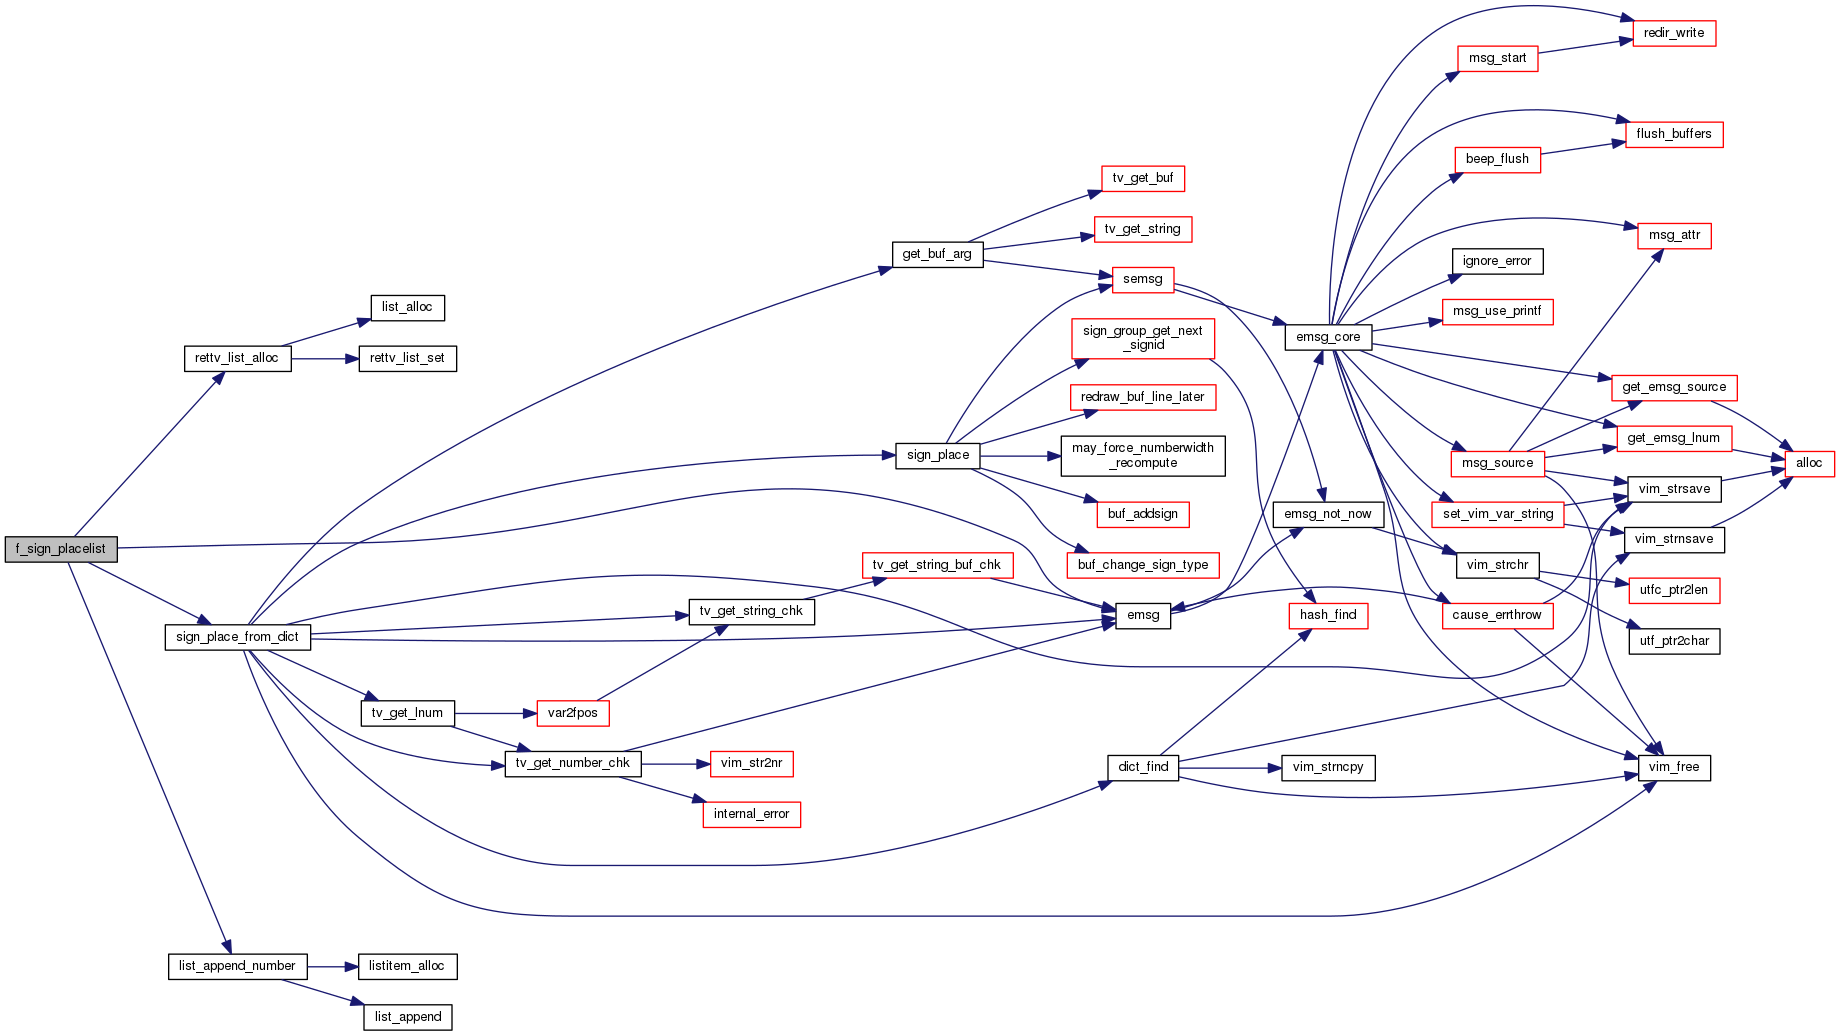 redir_write
msg_start
flush_buffers
beep_flush
tv_get_buf
tv_get_string
msg_attr
get_buf_arg
ignore_error
semsg
list_alloc
msg_use_printf
sign_group_get_next
_signid
emsg_core
rettv_list_alloc
rettv_list_set
get_emsg_source
redraw_buf_line_later
get_emsg_lnum
sign_place
may_force_numberwidth
_recompute
msg_source
alloc
vim_strsave
buf_addsign
emsg_not_now
set_vim_var_string
vim_strnsave
f_sign_placelist
tv_get_string_buf_chk
buf_change_sign_type
vim_strchr
utfc_ptr2len
tv_get_string_chk
emsg
hash_find
cause_errthrow
sign_place_from_dict
utf_ptr2char
tv_get_lnum
var2fpos
tv_get_number_chk
vim_str2nr
dict_find
vim_strncpy
vim_free
internal_error
list_append_number
listitem_alloc
list_append